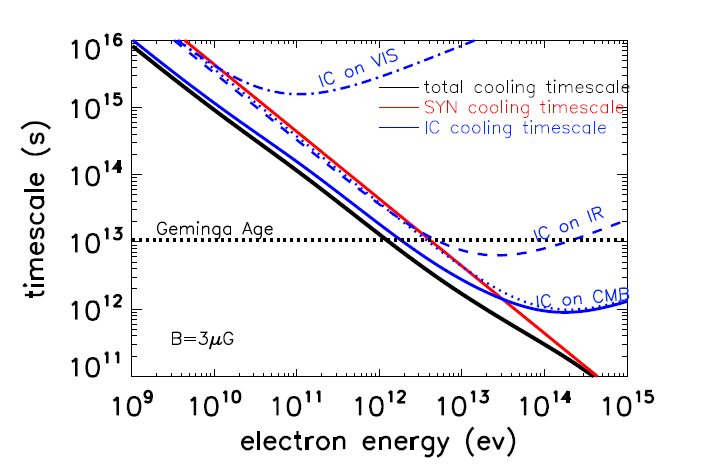 10^16
10^15
10^14
10^13
10^12
10^11
timescale (s)
IC on VIS
total cooling timescale
SYN cooling timescale
IC cooling timescale
Geminga Age
IC on IR
IC on CMB
B=3μG
10^9 10^10 10^11 10^12 10^13 10^14 10^15
electron energy (ev)